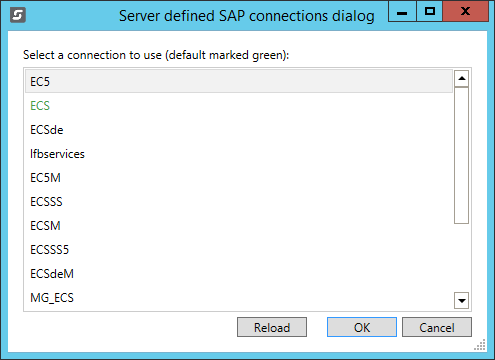 Server defined SAP connections dialog
Select a connection to use (default marked green):
EC5
ECS
ECSde
lfbservices
EC5M
ECSSS
ECSM
ECSSS5
ECSdeM
MG_ECS
Reload OK Cancel